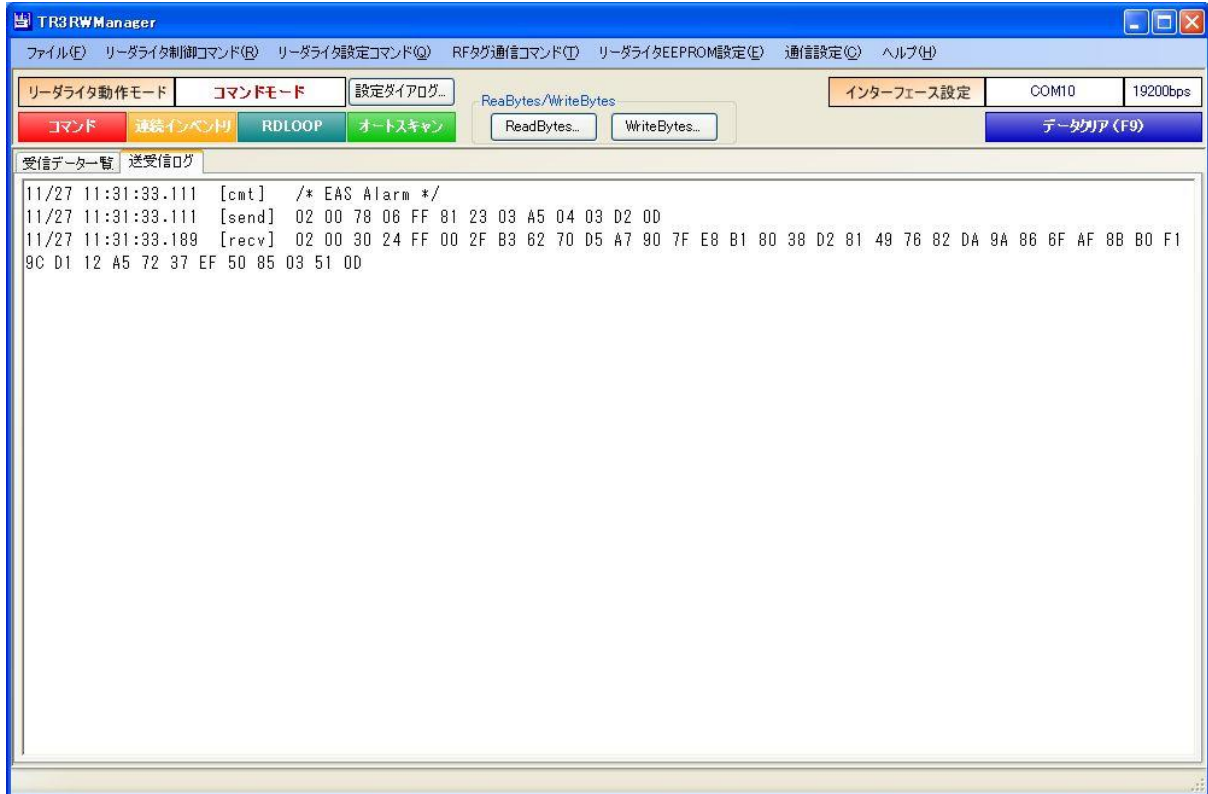 TR3RWManager
ファイル(F) リーダライタ制御コマンド(R) リーダライタ設定コマンド(Q) RFタグ通信コマンド(T) リーダライタEEPROM設定(E) 通信設定(C) ヘルプ(H)
リーダライタ動作モード コマンドモード 設定ダイアログ... ReaBytes/WriteBytes インターフェース設定 COM10 19200bps
コマンド 連続インベントリ RDLOOP オートスキャン ReadBytes... WriteBytes... データクリア(F9)
受信データ一覧 送受信ログ
11/27 11:31:33.111 [cmt] /* EAS Alarm */
11/27 11:31:33.111 [send] 02 00 78 06 FF 81 23 03 A5 04 03 D2 0D
11/27 11:31:33.189 [recv] 02 00 30 24 FF 00 2F B3 62 70 D5 A7 90 7F E8 B1 80 38 D2 81 49 76 82 DA 9A 86 6F AF 8B B0 F1
9C D1 12 A5 72 37 EF 50 85 03 51 0D